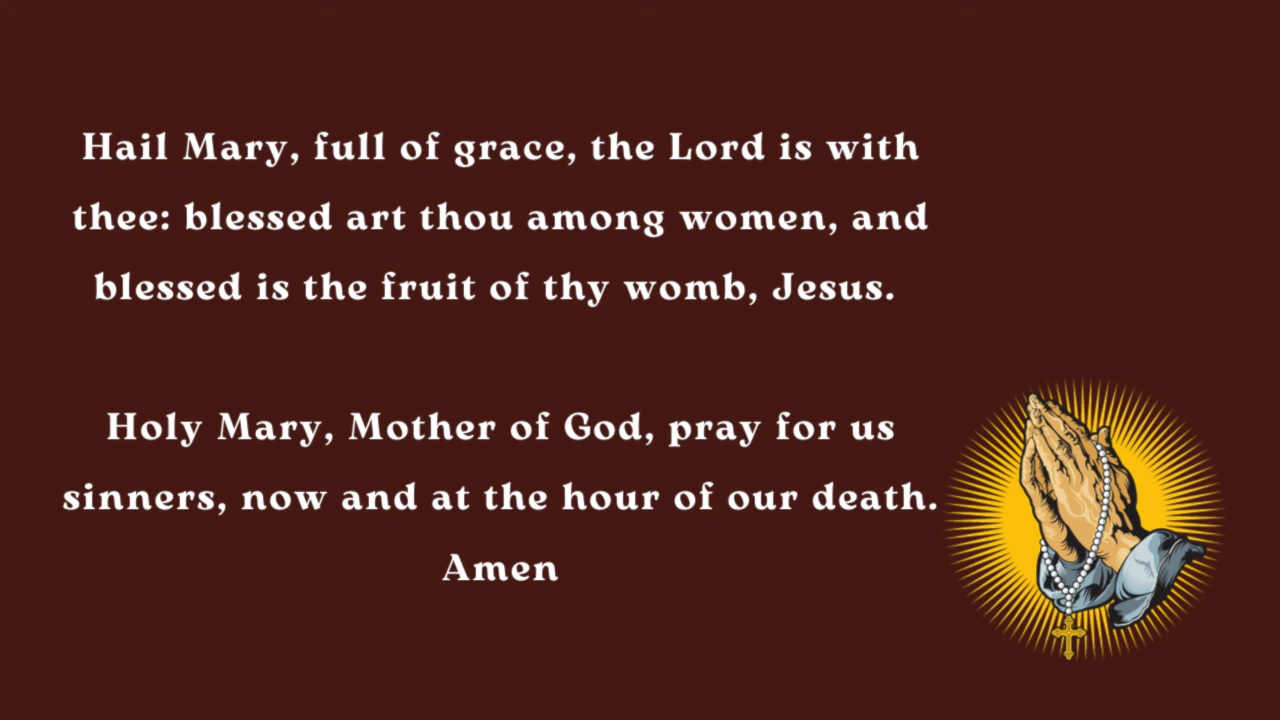 Hail Mary, full of grace, the Lord is with
thee: blessed art thou among women, and
blessed is the fruit of thy womb, Jesus.
Holy Mary, Mother of God, pray for us
sinners, now and at the hour of our death.
Amen